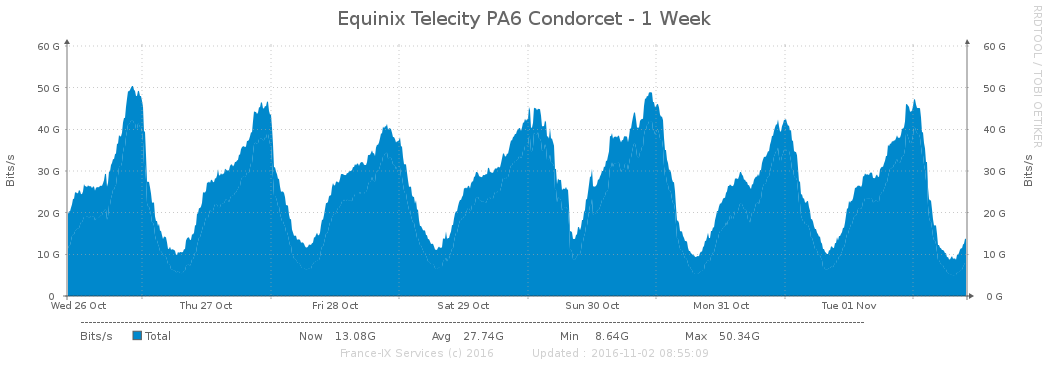 Equinix Telecity PA6 Condorcet - 1 Week
RRDTOOL / TOBI OETIKER
60 G 60 G
50 G 50 G
40 G 40 G
30 G 30 G
20 G 20 G
10 G 10 G
0 0 G
Bits/s
Bits/s
Wed 26 Oct Thu 27 Oct Fri 28 Oct Sat 29 Oct Sun 30 Oct Mon 31 Oct Tue 01 Nov
Bits/s Total Now 13.08G Avg 27.74G Min 8.64G Max 50.34G
France-IX Services (c) 2016 Updated : 2016-11-02 08:55:09